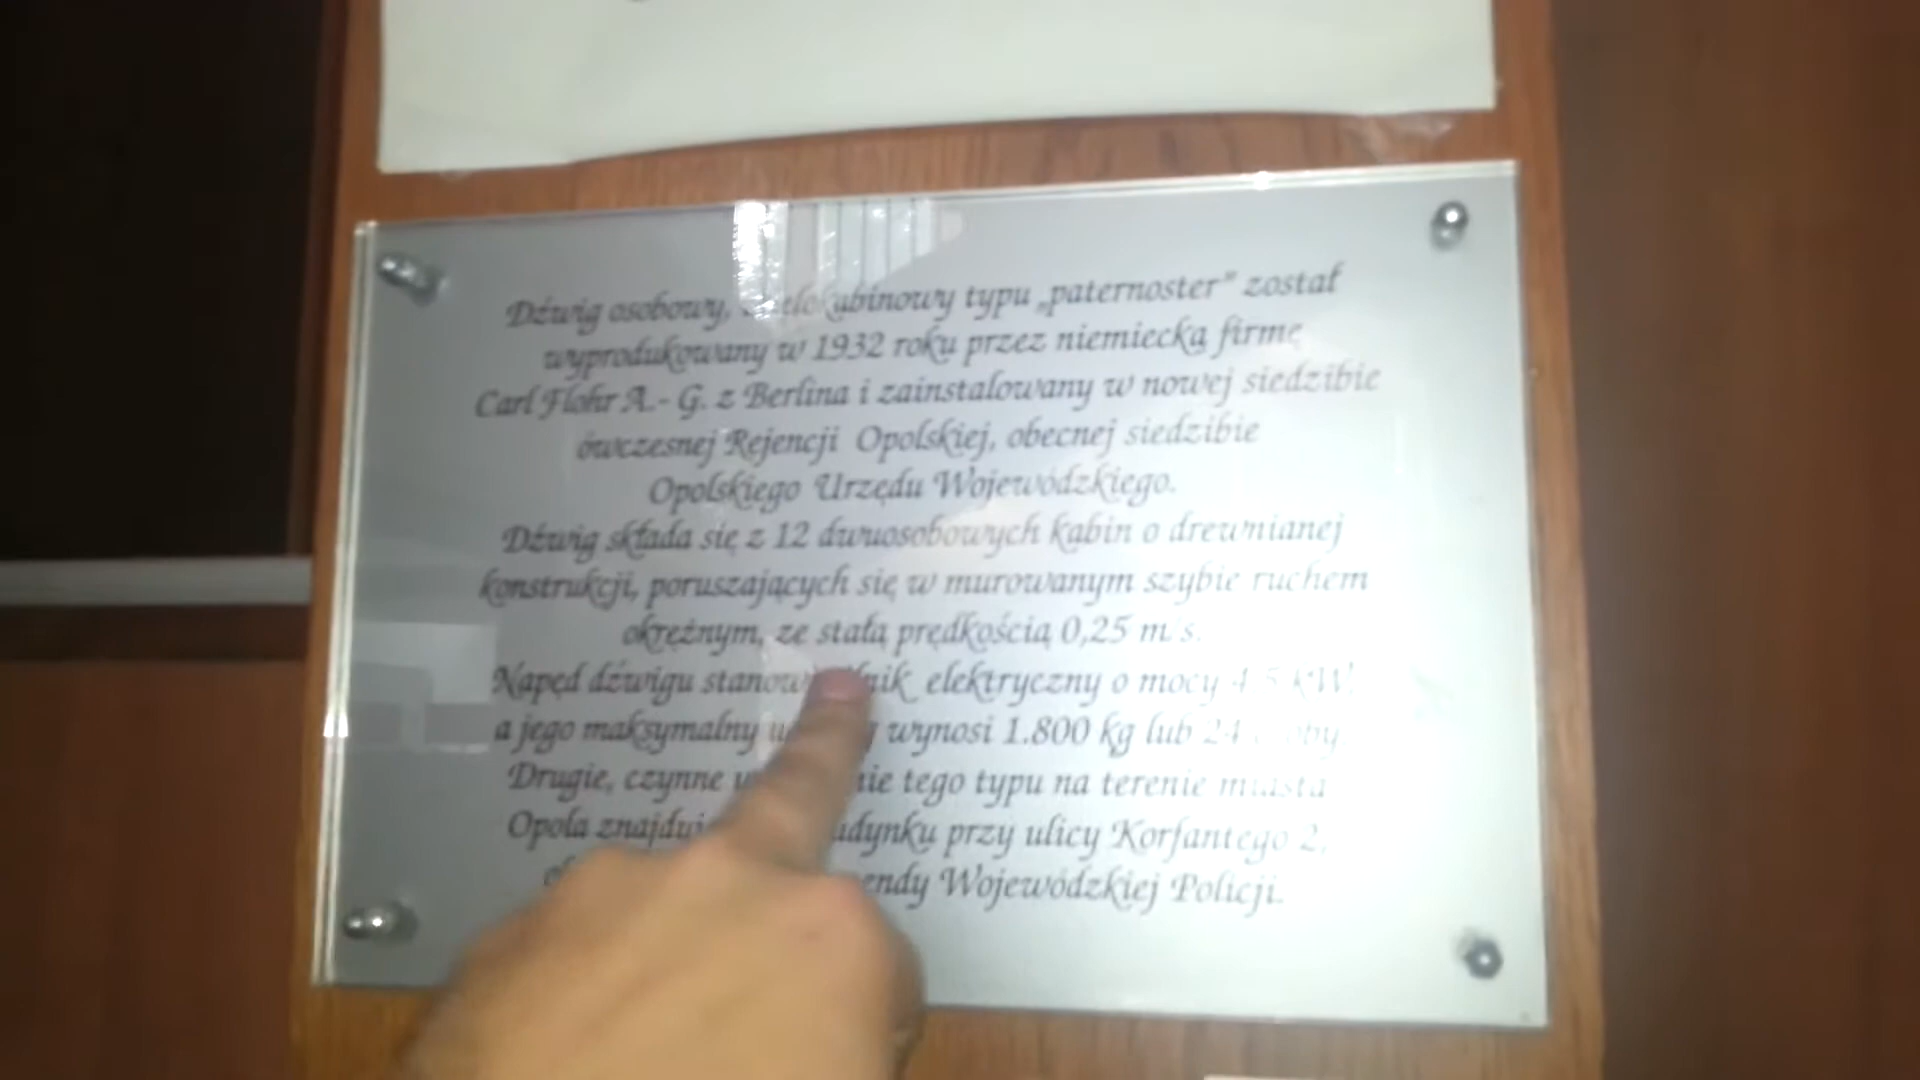 Dźwig osobowy, typu „paternoster” został
wyprodukowany w 1932 roku przez niemiecką firmę
Carl Flohr A.- G. z Berlina i zainstalowany w nowej siedzibie
ówczesnej Rejencji Opolskiej, obecnej siedzibie
Opolskiego Urzędu Wojewódzkiego.
Dźwig składa się z 12 dwuosobowych kabin o drewnianej
konstrukcji, poruszających się w murowanym szybie ruchem
okrężnym, ze stałą prędkością 0,25 m/s.
Napęd dźwigu elektryczny o mocy 4,5 kW,
a jego maksymalny wynosi 1.800 kg lub 24
Drugie, czynne tego typu na terenie miasta
Opola przy ulicy Korfantego 2,
Wojewódzkiej Policji.